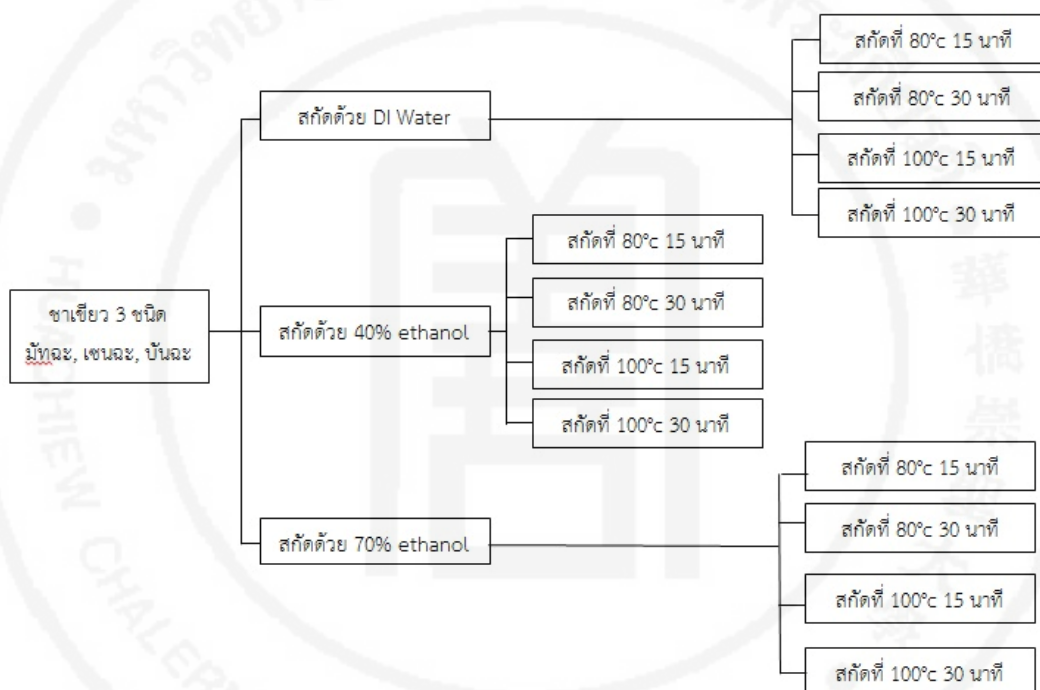 ชาเขียว 3 ชนิด
มัทฉะ, เซนฉะ, บันฉะ
สกัดด้วย DI Water
สกัดที่ 80°c 15 นาที
สกัดที่ 80°c 30 นาที
สกัดที่ 100°c 15 นาที
สกัดที่ 100°c 30 นาที
สกัดด้วย 40% ethanol
สกัดที่ 80°c 15 นาที
สกัดที่ 80°c 30 นาที
สกัดที่ 100°c 15 นาที
สกัดที่ 100°c 30 นาที
สกัดด้วย 70% ethanol
สกัดที่ 80°c 15 นาที
สกัดที่ 80°c 30 นาที
สกัดที่ 100°c 15 นาที
สกัดที่ 100°c 30 นาที